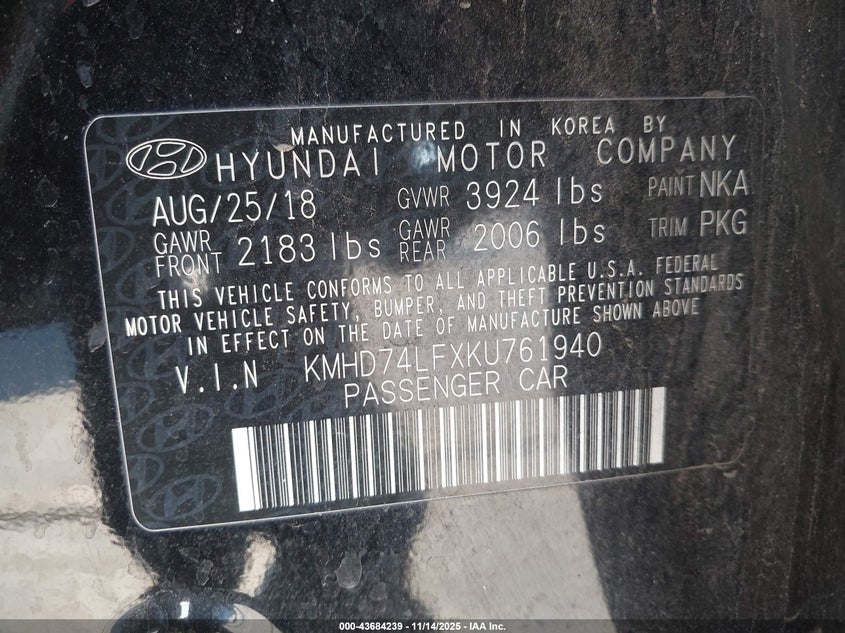 MANUFACTURED IN KOREA BY
HYUNDAI MOTOR COMPANY
AUG/25/18 GVWR 3924 lbs PAINT NKA
GAWR FRONT 2183 lbs GAWR REAR 2006 lbs TRIM PKG
THIS VEHICLE CONFORMS TO ALL APPLICABLE U.S.A. FEDERAL
MOTOR VEHICLE SAFETY, BUMPER, AND THEFT PREVENTION STANDARDS
IN EFFECT ON THE DATE OF MANUFACTURE SHOWN ABOVE
V.I.N KMHD74LFXKU761940
PASSENGER CAR
000-43684239 - 11/14/2025 - IAA Inc.